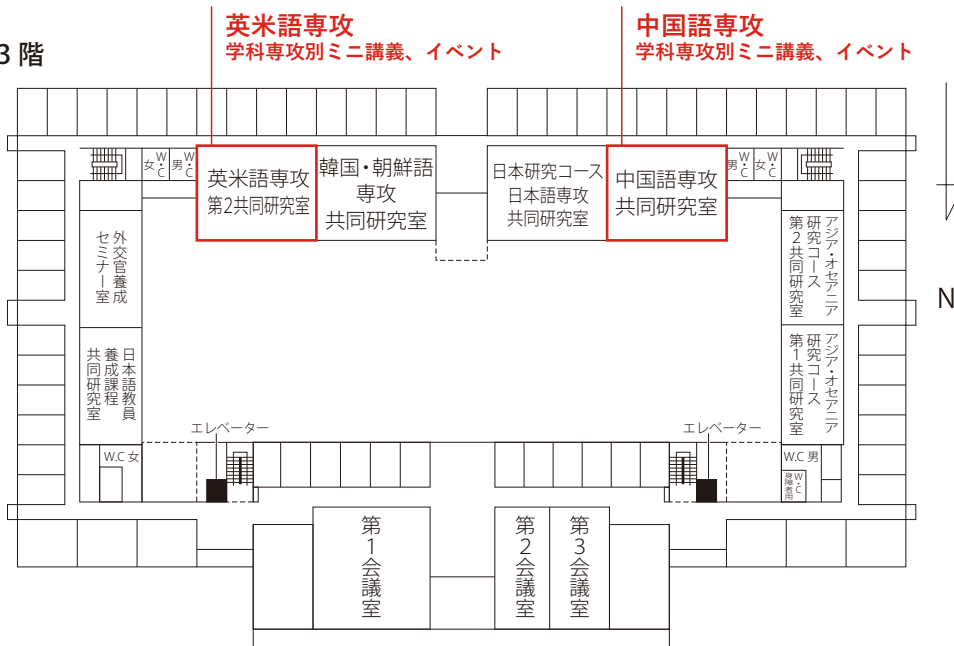 英米語専攻
学科専攻別ミニ講義、イベント
中国語専攻
学科専攻別ミニ講義、イベント
3階
女W・C
男W・C
英米語専攻
第2共同研究室
韓国・朝鮮語
専攻
共同研究室
日本研究コース
日本語専攻
共同研究室
中国語専攻
共同研究室
男W・C
女W・C
外交官養成
セミナー室
アジア・オセアニア
研究コース
第2共同研究室
N
日本語教員
養成課程
共同研究室
アジア・オセアニア
研究コース
第1共同研究室
エレベーター
エレベーター
W.C 女
W.C 男
W・C
身障者用
第1会議室
第2会議室
第3会議室